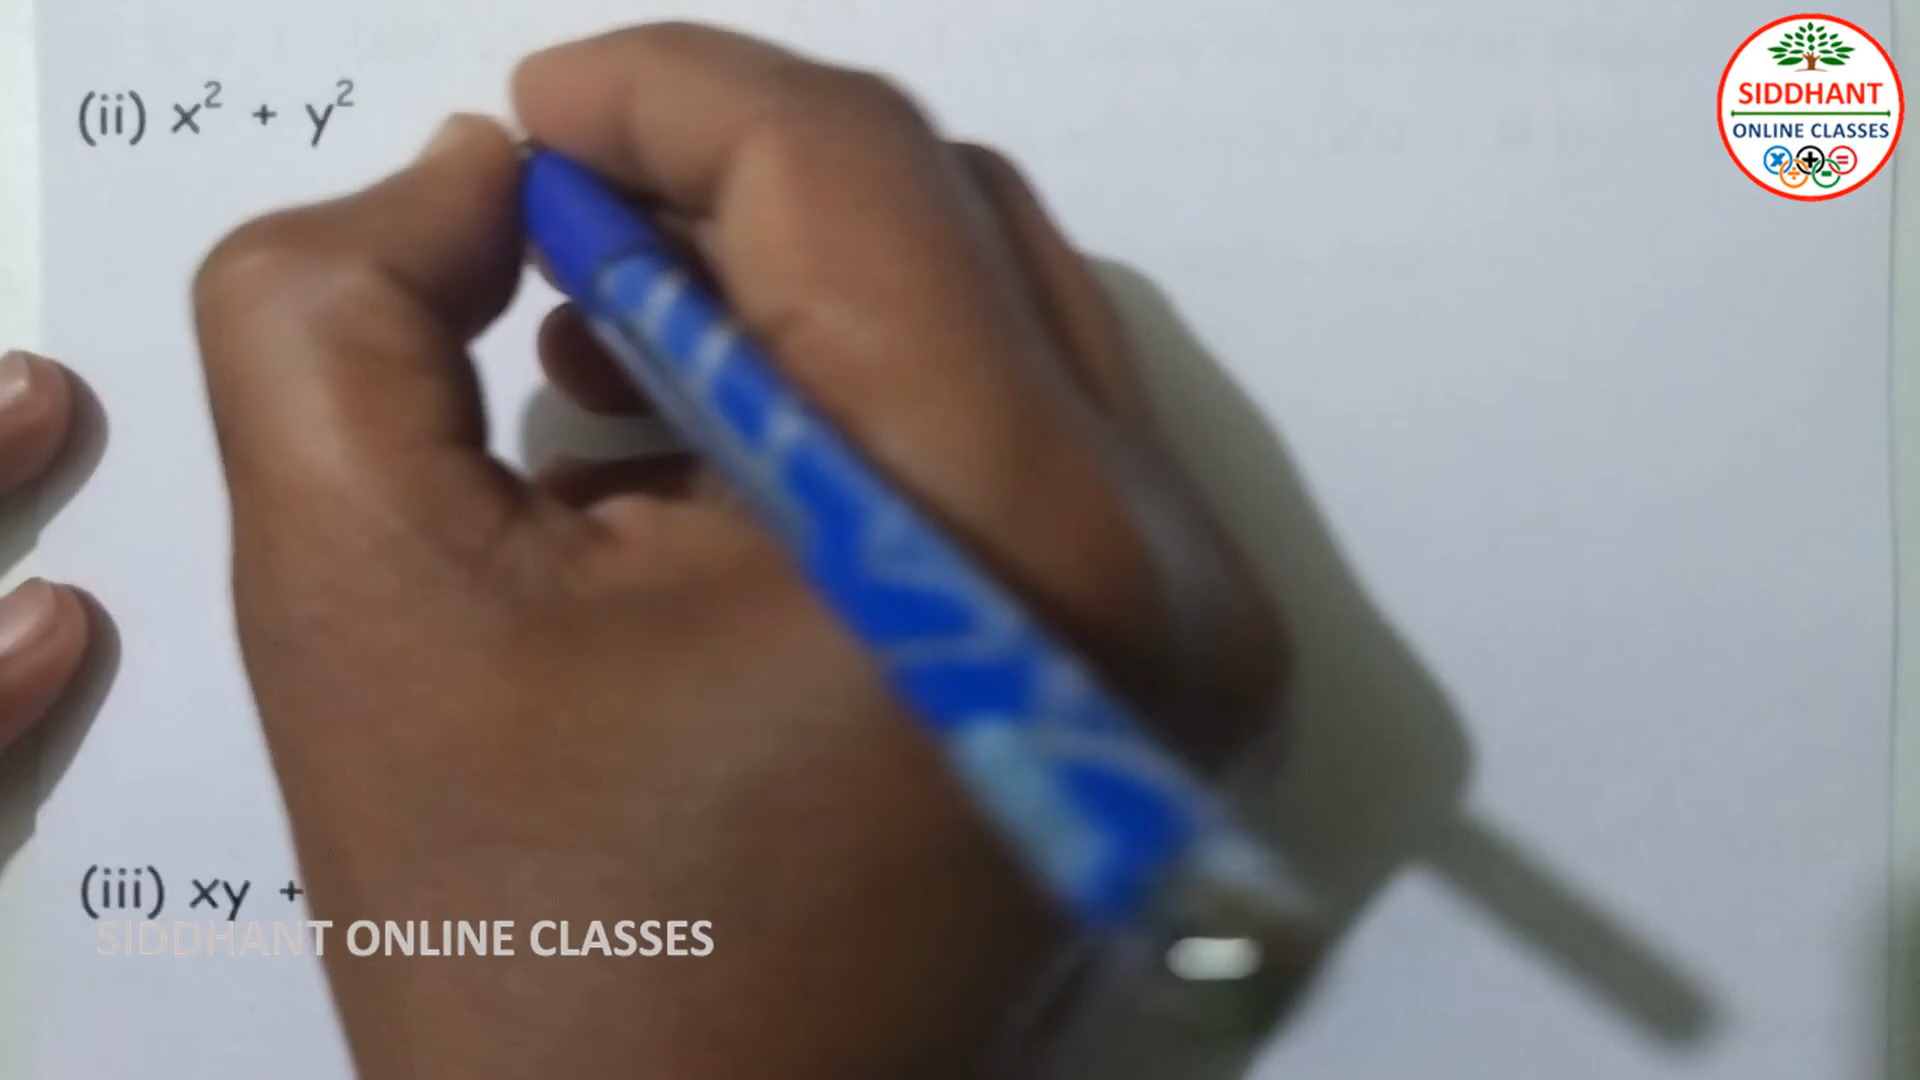 (ii) x² + y²
SIDDHANT
ONLINE CLASSES
(iii) xy +
SIDDHANT ONLINE CLASSES